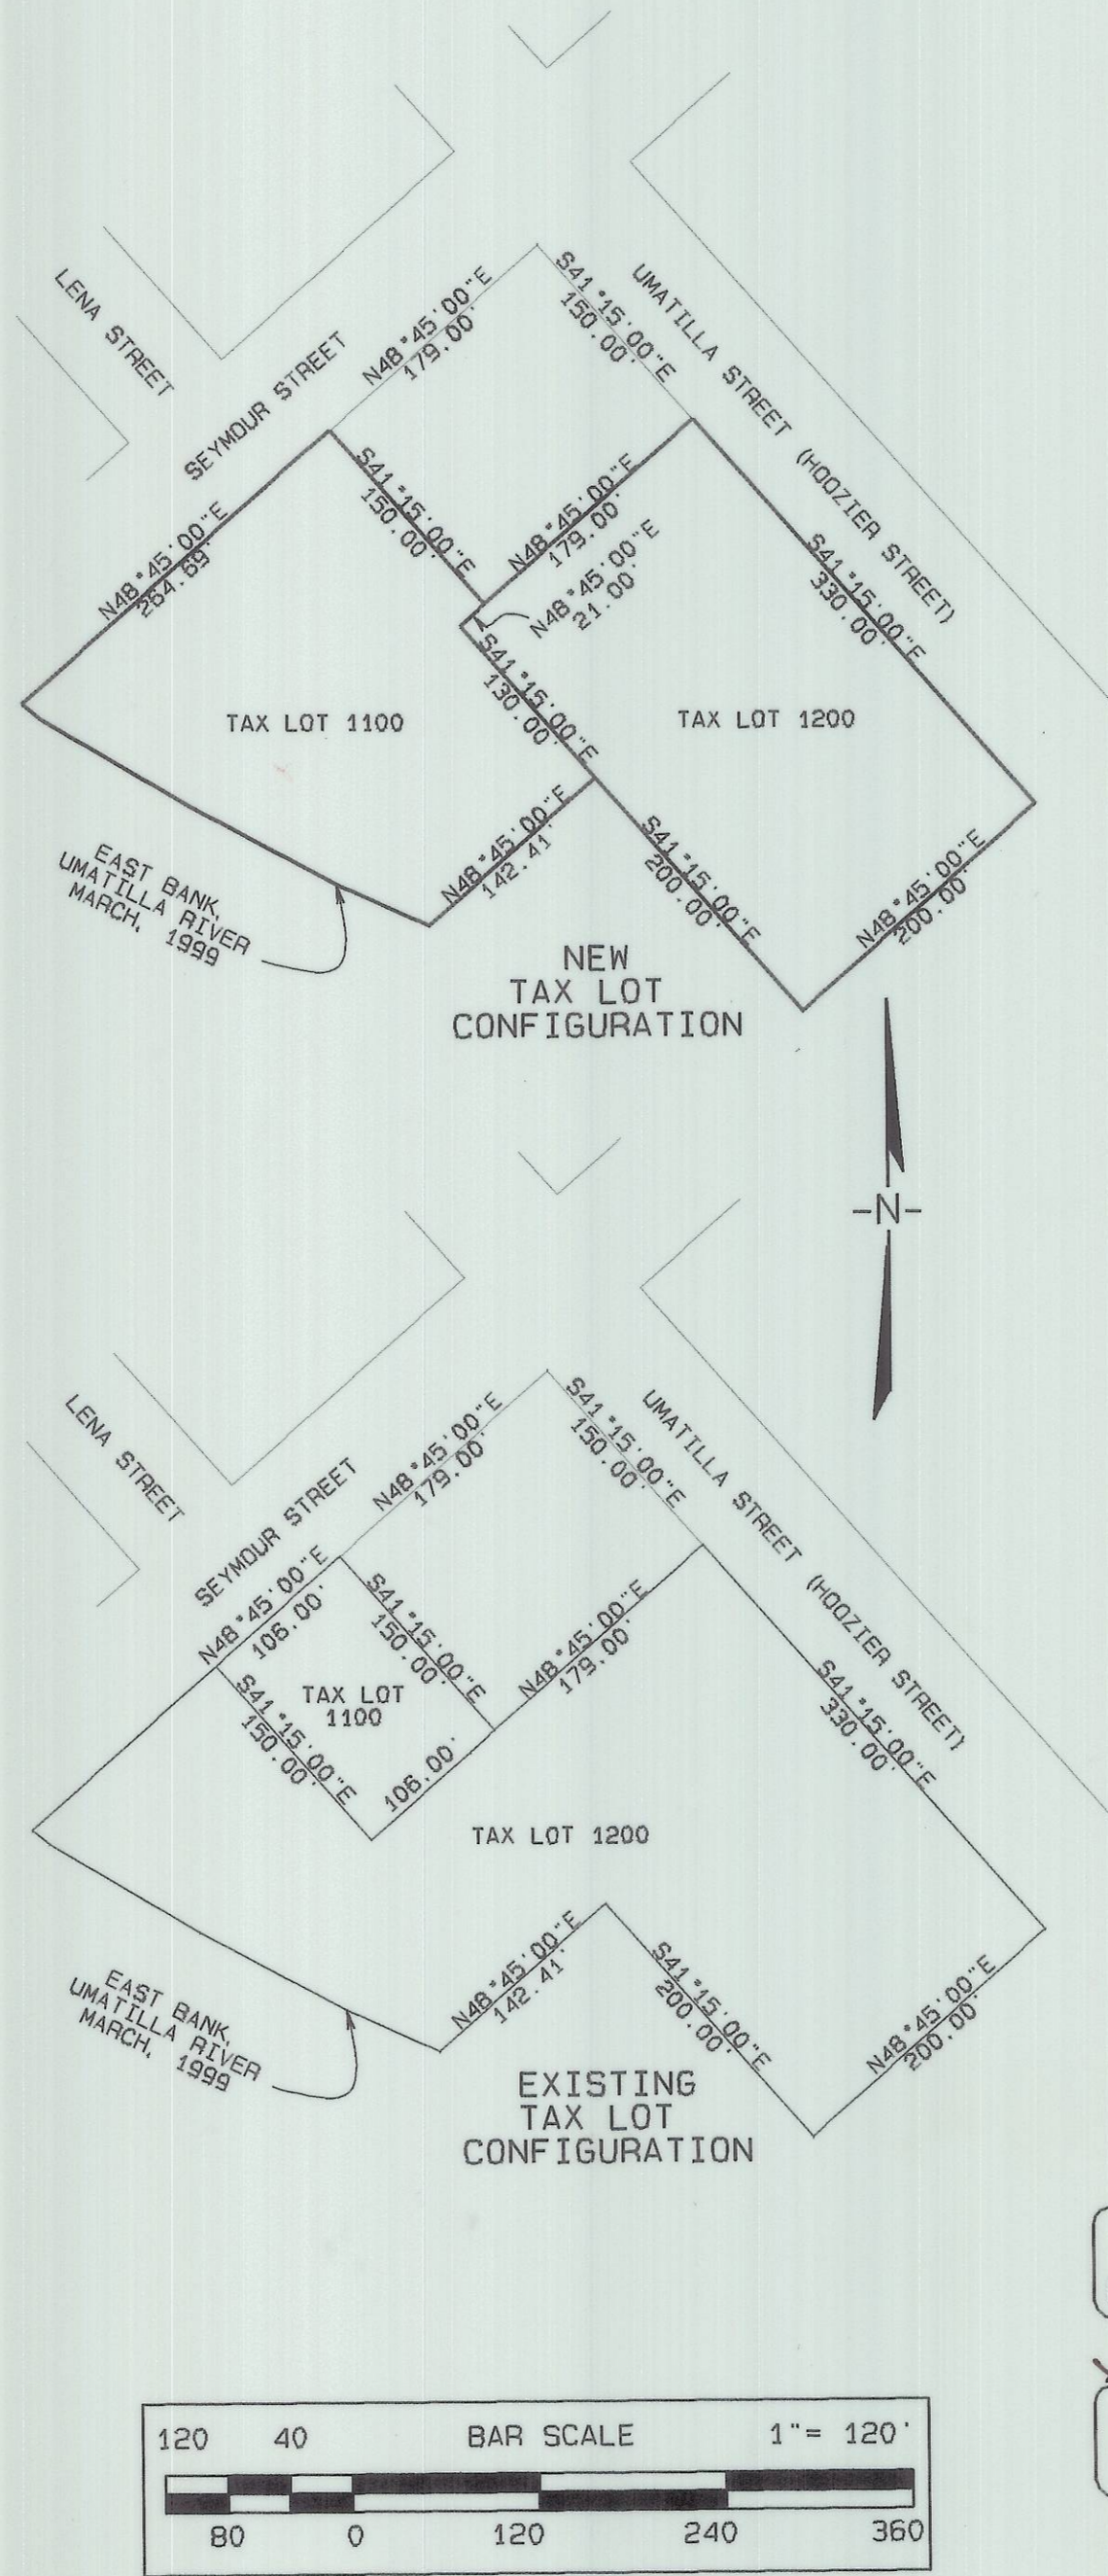 LENA STREET
SEYMOUR STREET
N48°45'00"E
179.00'
S41°15'00"E
150.00'
UMATILLA STREET (HOOZIER STREET)
N48°45'00"E
264.69'
S41°15'00"E
150.00'
N48°45'00"E
179.00'
N48°45'00"E
21.00'
S41°15'00"E
330.00'
S41°15'00"E
130.00'
TAX LOT 1100
TAX LOT 1200
N48°45'00"E
142.41'
S41°15'00"E
200.00'
N48°45'00"E
200.00'
EAST BANK,
UMATILLA RIVER
MARCH, 1999
NEW
TAX LOT
CONFIGURATION
-N-
LENA STREET
SEYMOUR STREET
N48°45'00"E
179.00'
S41°15'00"E
150.00'
UMATILLA STREET (HOOZIER STREET)
N48°45'00"E
106.00'
S41°15'00"E
150.00'
N48°45'00"E
179.00'
S41°15'00"E
150.00'
TAX LOT
1100
106.00'
S41°15'00"E
330.00'
TAX LOT 1200
N48°45'00"E
142.41'
S41°15'00"E
200.00'
N48°45'00"E
200.00'
EAST BANK,
UMATILLA RIVER
MARCH, 1999
EXISTING
TAX LOT
CONFIGURATION
120 40 BAR SCALE 1"= 120'
80 0 120 240 360